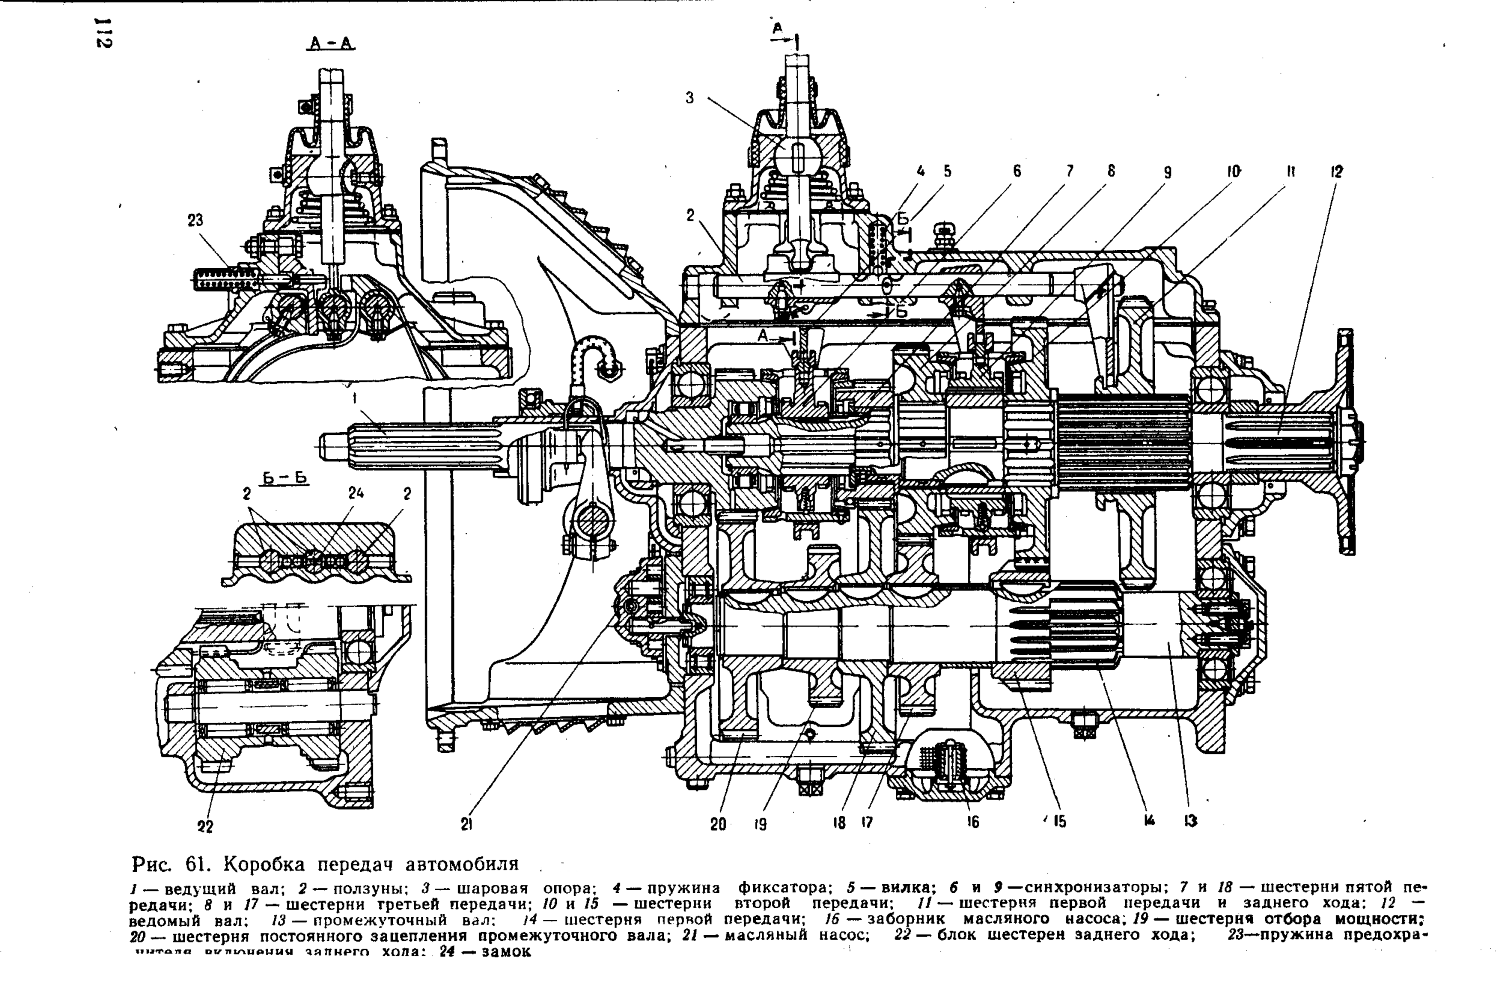 112
А – А
А
3
4 5 6 7 8 9 10 11 12
Б
2
23
Б
А
1
Б – Б
2 24 2
22 21 20 19 18 17 16 15 14 13
Рис. 61. Коробка передач автомобиля
1 — ведущий вал; 2 — ползуны; 3 — шаровая опора; 4 — пружина фиксатора; 5 — вилка; 6 и 9 — синхронизаторы; 7 и 18 — шестерни пятой пе-
редачи; 8 и 17 — шестерни третьей передачи; 10 и 15 — шестерни второй передачи; 11 — шестерня первой передачи и заднего хода; 12 —
ведомый вал; 13 — промежуточный вал; 14 — шестерня первой передачи; 16 — заборник масляного насоса; 19 — шестерня отбора мощности;
20 — шестерня постоянного зацепления промежуточного вала; 21 — масляный насос; 22 — блок шестерен заднего хода; 23—пружина предохра-
нителя включения заднего хода; 24 — замок